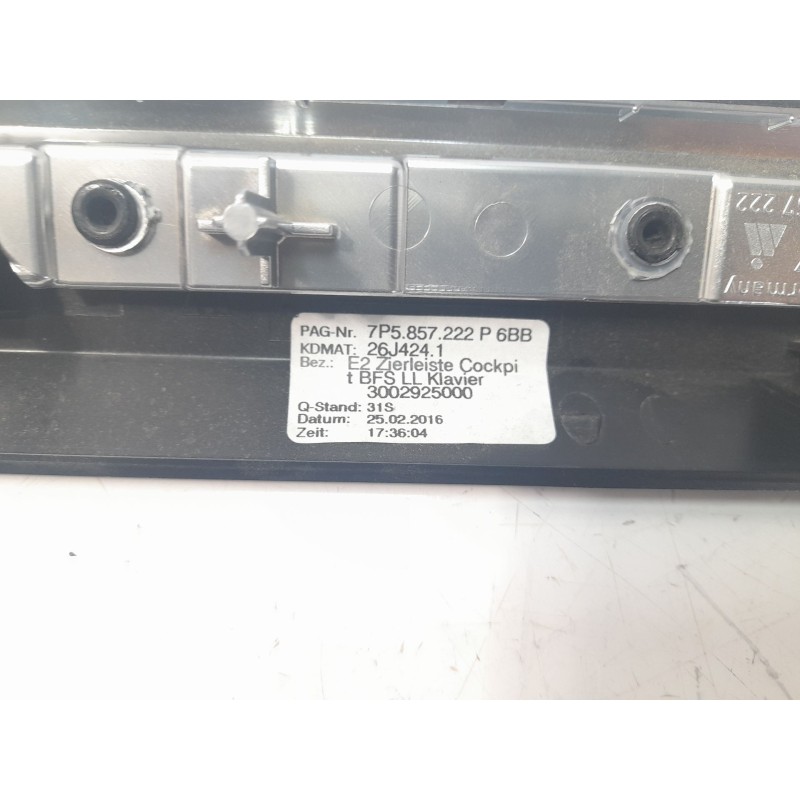 PAG-Nr. 7P5.857.222 P 6BB
KDMAT: 26J424.1
Bez.: E2 Zierleiste Cockpi
t BFS LL Klavier
3002925000
Q-Stand: 31S
Datum: 25.02.2016
Zeit: 17:36:04
222